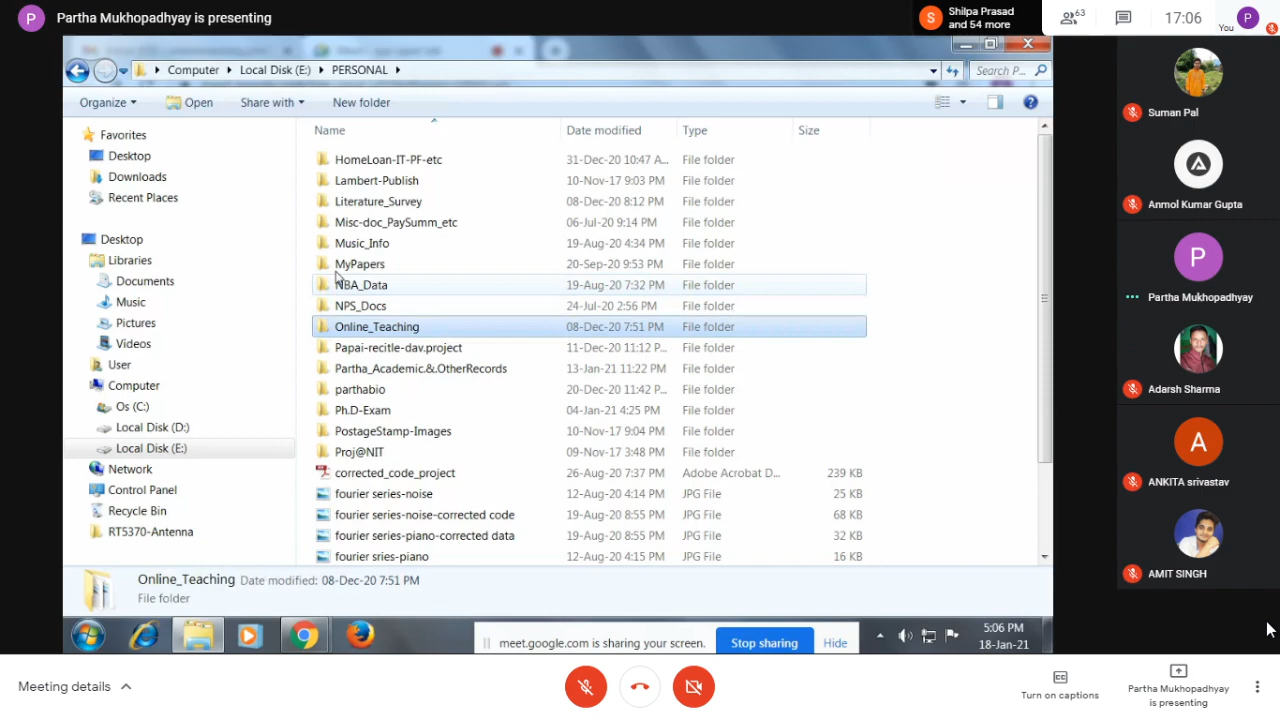 P
Partha Mukhopadhyay is presenting
S
Shilpa Prasad
and 54 more
63
17:06
You
P
Computer
Local Disk (E:)
PERSONAL
Search P...
Organize
Open
Share with
New folder
Favorites
Desktop
Downloads
Recent Places
Desktop
Libraries
Documents
Music
Pictures
Videos
User
Computer
Os (C:)
Local Disk (D:)
Local Disk (E:)
Network
Control Panel
Recycle Bin
RT5370-Antenna
Name Date modified Type Size
HomeLoan-IT-PF-etc 31-Dec-20 10:47 A... File folder
Lambert-Publish 10-Nov-17 9:03 PM File folder
Literature_Survey 08-Dec-20 8:12 PM File folder
Misc-doc_PaySumm_etc 06-Jul-20 9:14 PM File folder
Music_Info 19-Aug-20 4:34 PM File folder
MyPapers 20-Sep-20 9:53 PM File folder
NBA_Data 19-Aug-20 7:32 PM File folder
NPS_Docs 24-Jul-20 2:56 PM File folder
Online_Teaching 08-Dec-20 7:51 PM File folder
Papai-recitle-dav.project 11-Dec-20 11:12 P... File folder
Partha_Academic.&.OtherRecords 13-Jan-21 11:22 PM File folder
parthabio 20-Dec-20 11:42 P... File folder
Ph.D-Exam 04-Jan-21 4:25 PM File folder
PostageStamp-Images 10-Nov-17 9:04 PM File folder
Proj@NIT 09-Nov-17 3:48 PM File folder
corrected_code_project 26-Aug-20 7:37 PM Adobe Acrobat D... 239 KB
fourier series-noise 12-Aug-20 4:14 PM JPG File 25 KB
fourier series-noise-corrected code 19-Aug-20 8:55 PM JPG File 68 KB
fourier series-piano-corrected data 19-Aug-20 8:55 PM JPG File 32 KB
fourier sries-piano 12-Aug-20 4:15 PM JPG File 16 KB
Online_Teaching Date modified: 08-Dec-20 7:51 PM
File folder
meet.google.com is sharing your screen.
Stop sharing
Hide
5:06 PM
18-Jan-21
Suman Pal
Anmol Kumar Gupta
P
Partha Mukhopadhyay
Adarsh Sharma
A
ANKITA srivastav
AMIT SINGH
Meeting details
CC
Turn on captions
Partha Mukhopadhyay
is presenting